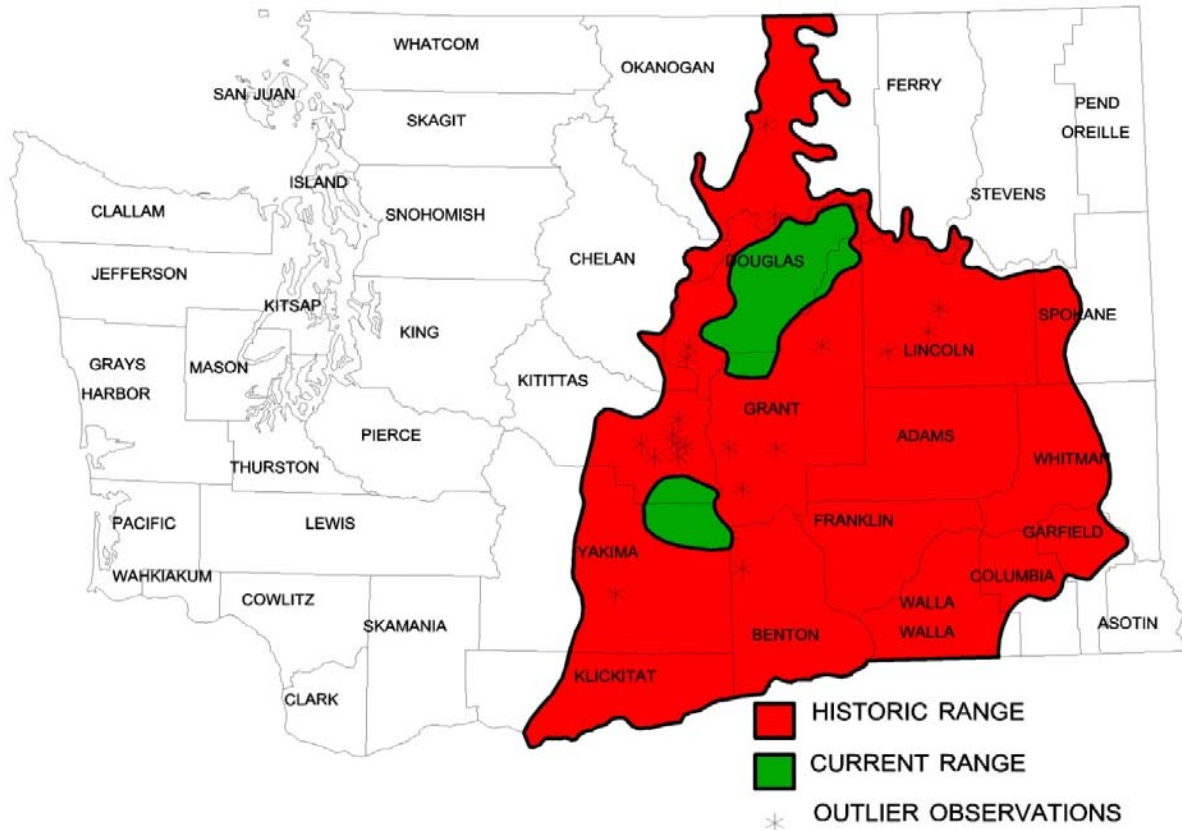 WHATCOM
OKANOGAN
FERRY
PEND
OREILLE
SAN JUAN
SKAGIT
ISLAND
STEVENS
CLALLAM
SNOHOMISH
CHELAN
DOUGLAS
JEFFERSON
KITSAP
KING
SPOKANE
GRAYS
HARBOR
MASON
LINCOLN
KITITTAS
GRANT
PIERCE
ADAMS
THURSTON
WHITMAN
PACIFIC
LEWIS
FRANKLIN
GARFIELD
YAKIMA
WAHKIAKUM
COLUMBIA
COWLITZ
WALLA
WALLA
SKAMANIA
BENTON
ASOTIN
KLICKITAT
CLARK
HISTORIC RANGE
CURRENT RANGE
OUTLIER OBSERVATIONS